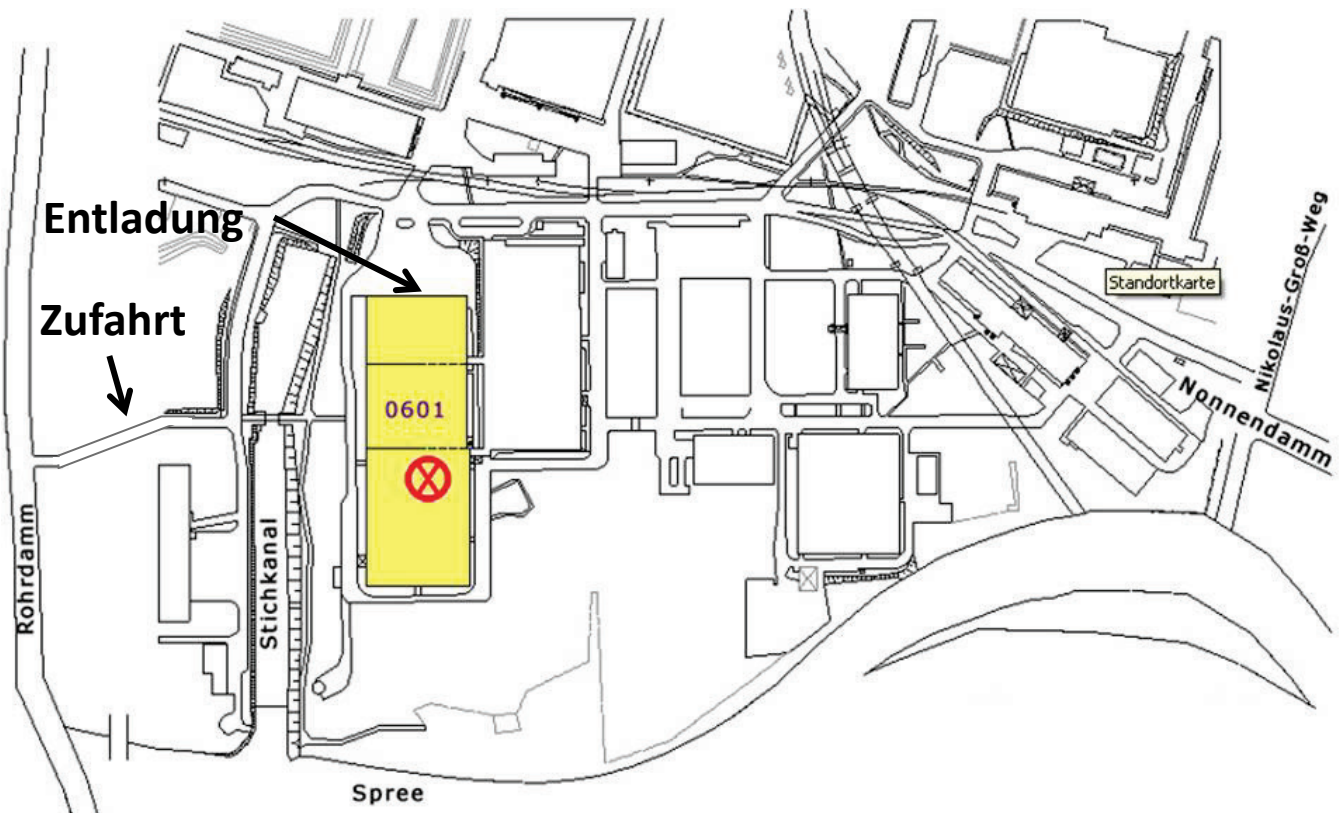 Entladung
Zufahrt
Standortkarte
Nikolaus-Groß-Weg
Nonnendamm
0601
Rohrdamm
Stichkanal
Spree